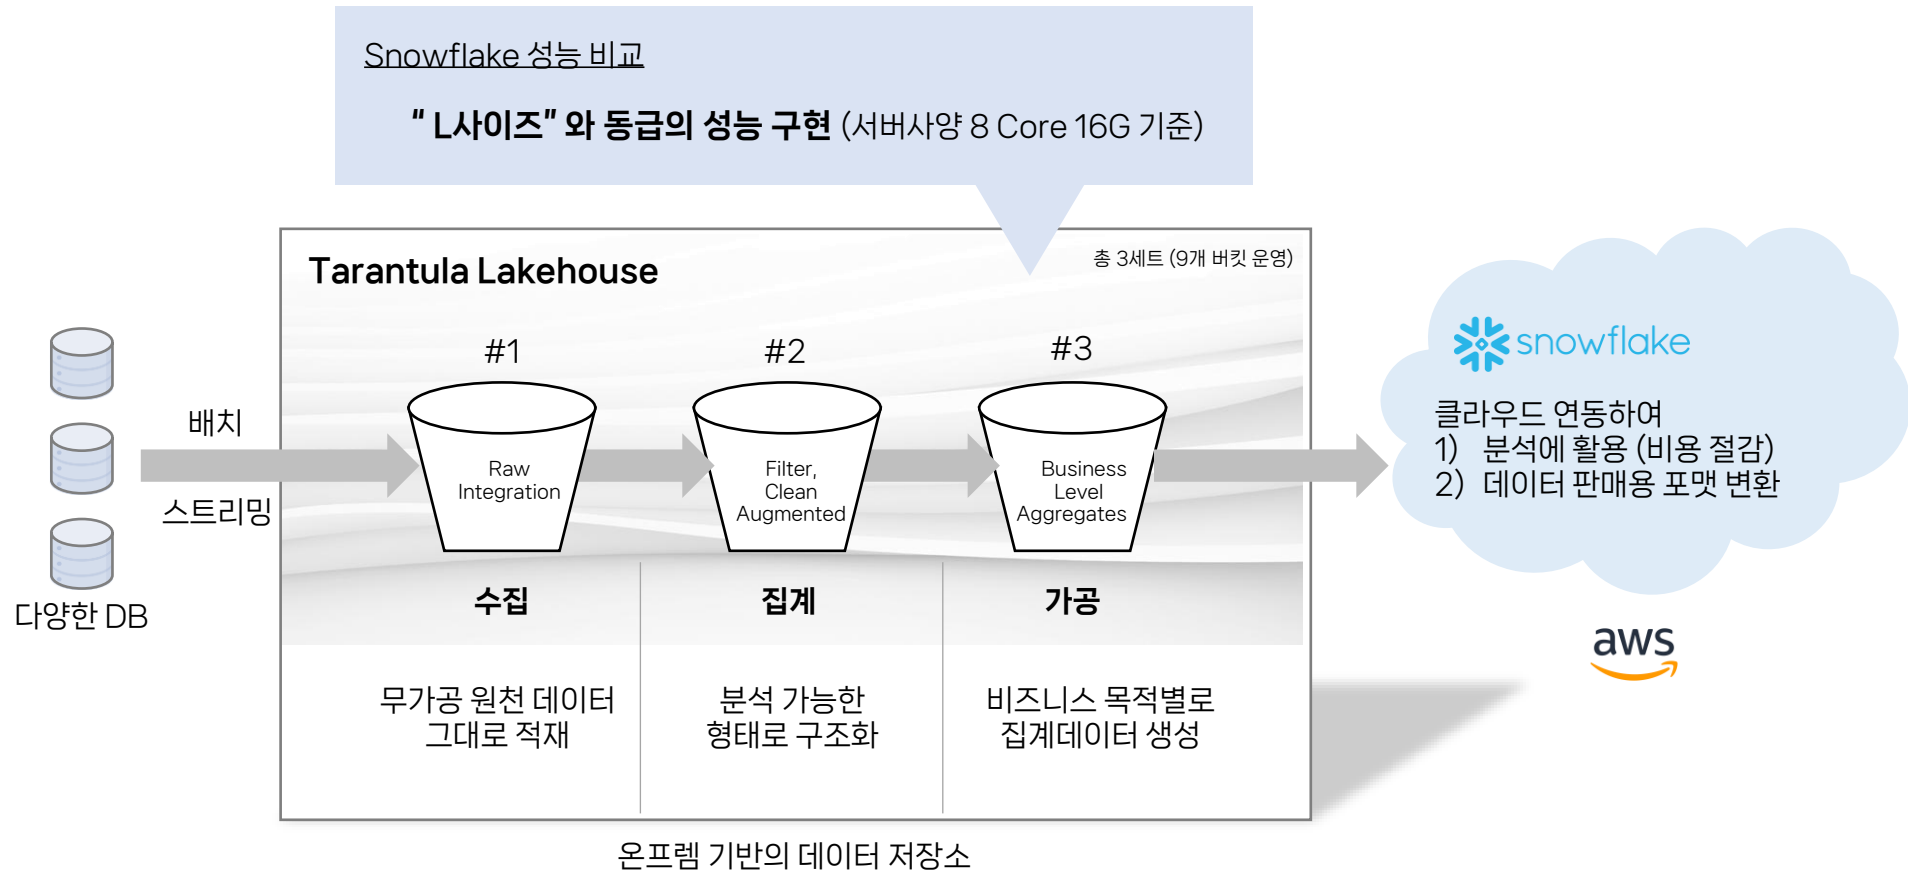 Snowflake 성능 비교
“ L사이즈” 와 동급의 성능 구현 (서버사양 8 Core 16G 기준)
Tarantula Lakehouse
총 3세트 (9개 버킷 운영)
#1
#2
#3
Raw
Integration
Filter,
Clean
Augmented
Business
Level
Aggregates
배치
스트리밍
다양한 DB
수집
집계
가공
무가공 원천 데이터
그대로 적재
분석 가능한
형태로 구조화
비즈니스 목적별로
집계데이터 생성
온프렘 기반의 데이터 저장소
snowflake
클라우드 연동하여
1) 분석에 활용 (비용 절감)
2) 데이터 판매용 포맷 변환
aws